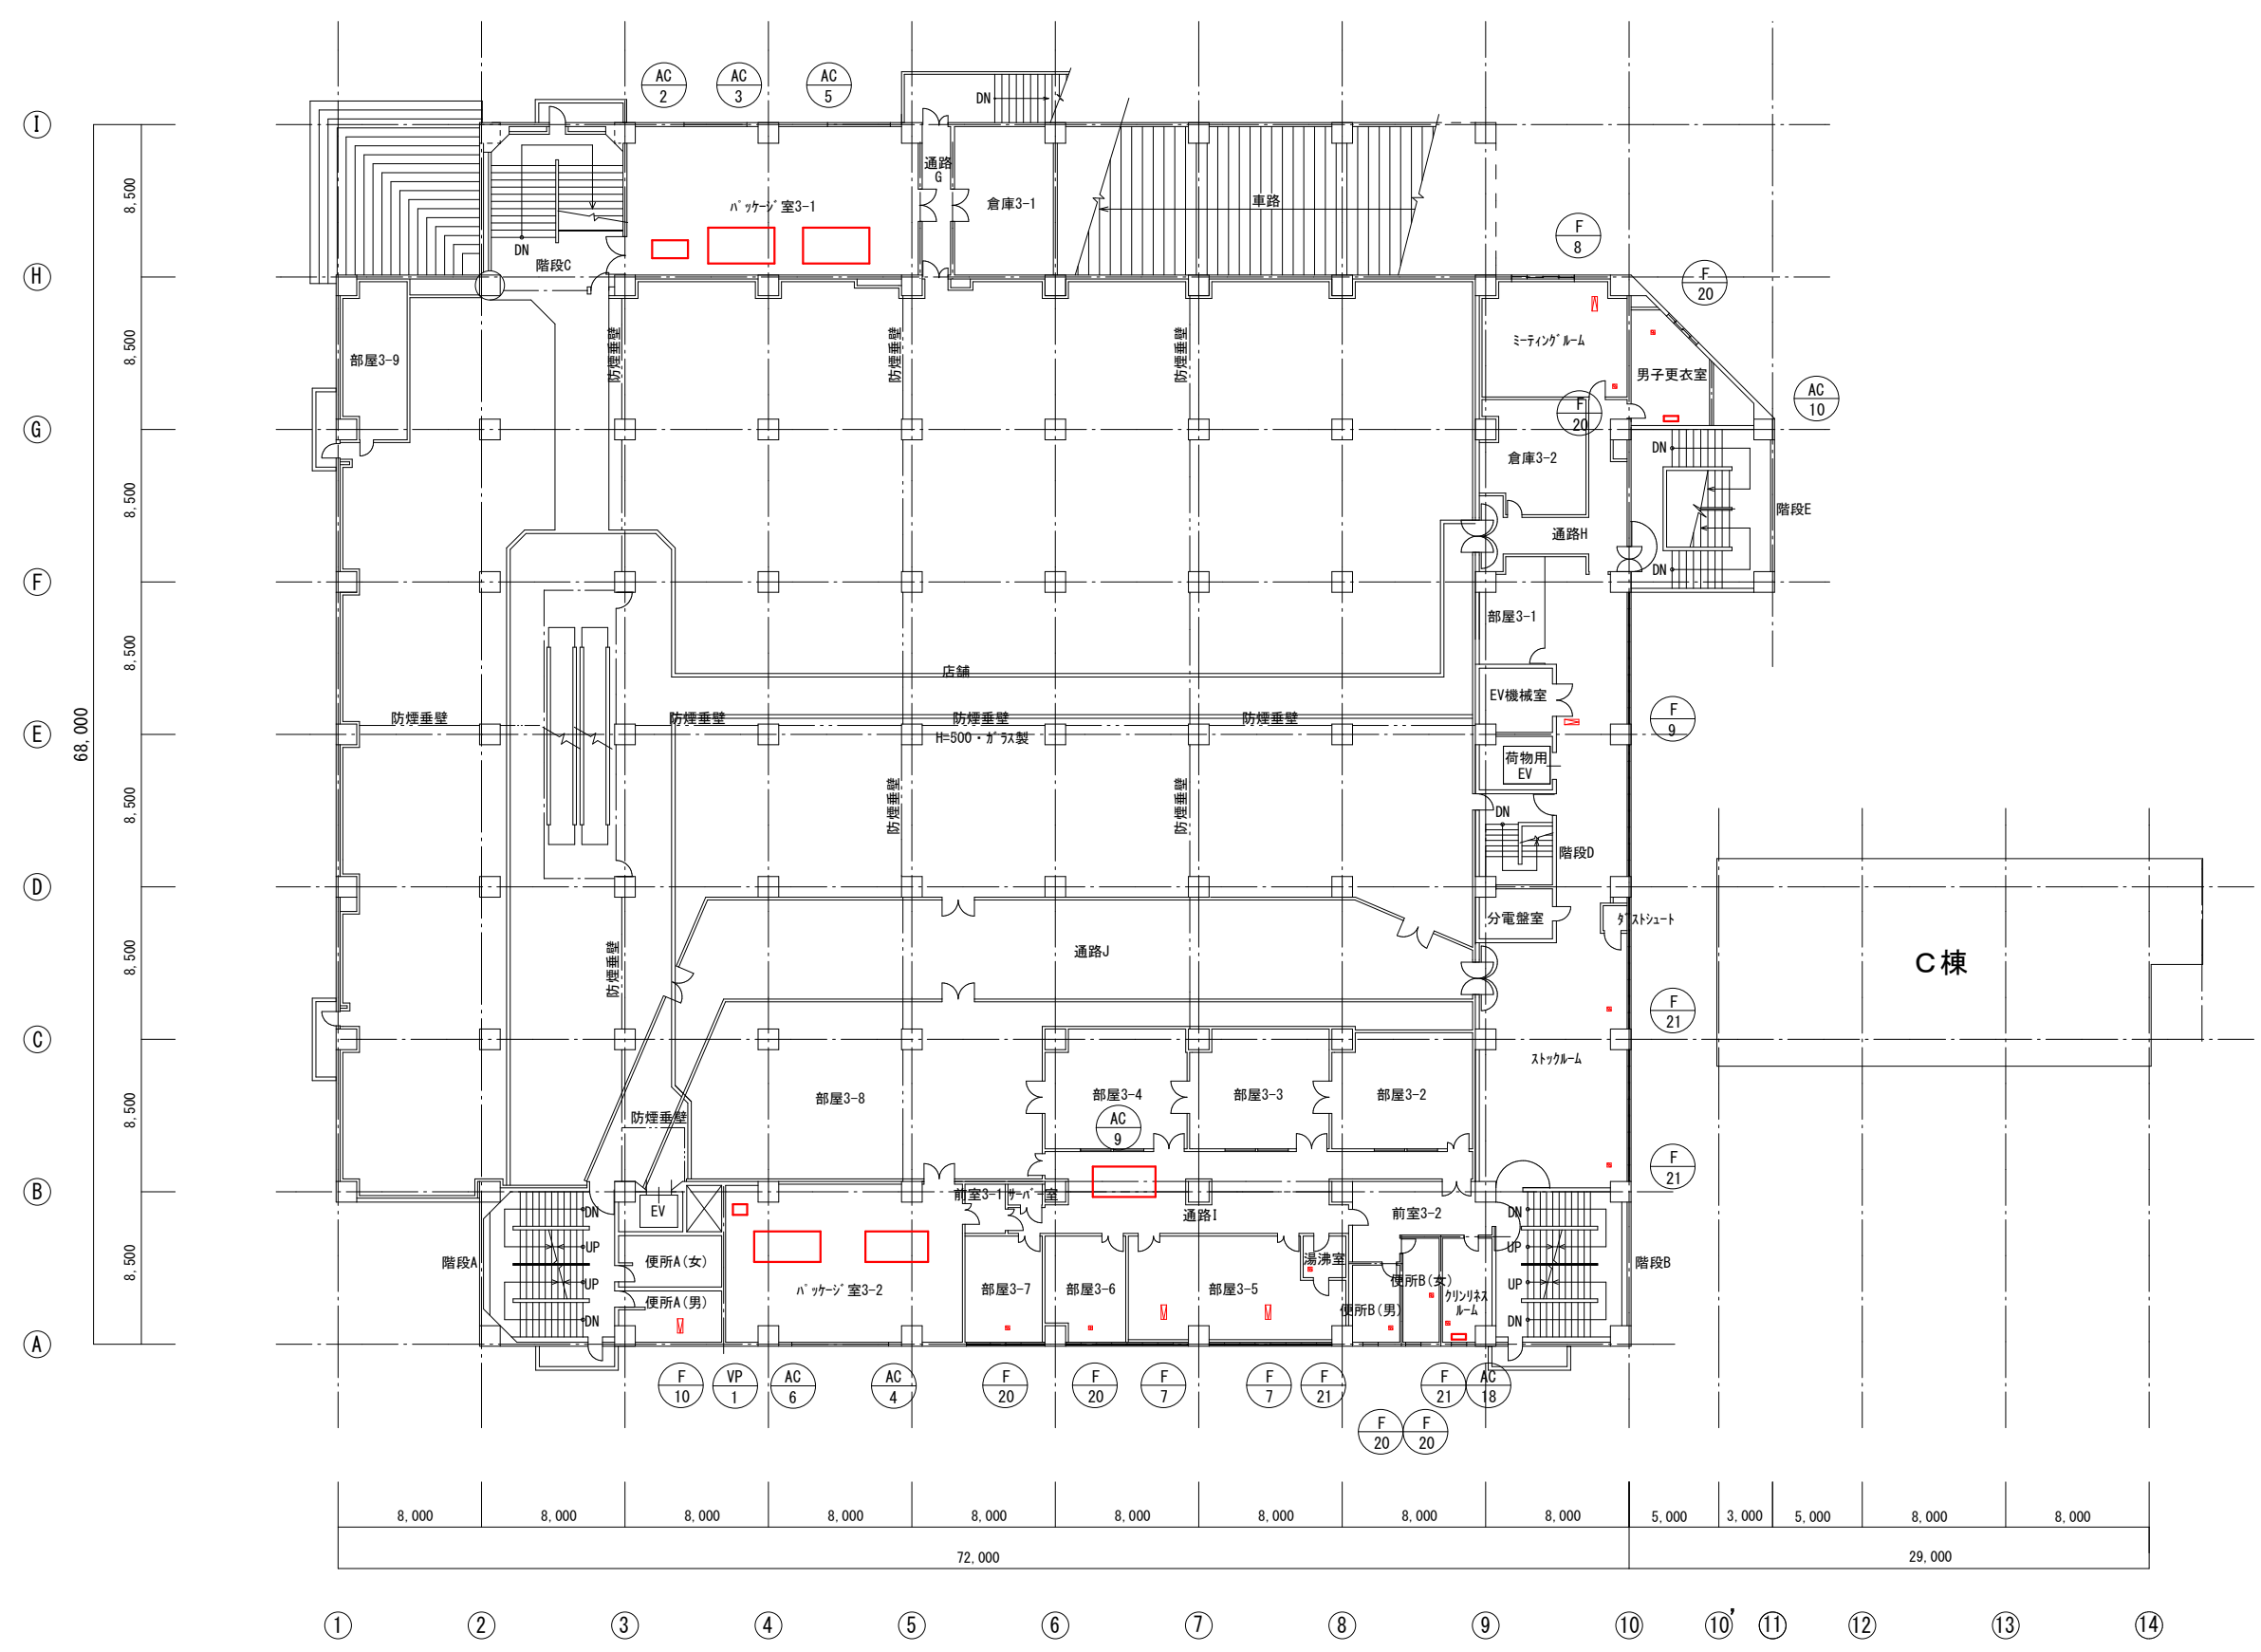 AC
2
AC
3
AC
5
DN
I
通路
G
パッケージ室3-1
倉庫3-1
車路
8,500
F
8
DN
階段C
H
F
20
ミーティングルーム
部屋3-9
防煙垂壁
防煙垂壁
防煙垂壁
8,500
男子更衣室
AC
10
F
20
G
DN
倉庫3-2
8,500
階段E
通路H
DN
F
部屋3-1
8,500
店舗
EV機械室
68,000
防煙垂壁
防煙垂壁
防煙垂壁
防煙垂壁
F
9
E
H=500・ガラス製
荷物用
EV
8,500
防煙垂壁
防煙垂壁
DN
階段D
D
分電盤室
ダストシュート
8,500
防煙垂壁
通路J
C棟
F
21
C
ストックルーム
8,500
部屋3-8
部屋3-4
部屋3-3
部屋3-2
防煙垂壁
AC
9
F
21
B
前室3-1
サーバー室
DN
EV
通路I
前室3-2
DN
8,500
UP
UP
階段A
便所A(女)
湯沸室
階段B
UP
部屋3-7
部屋3-6
部屋3-5
便所B(女)
UP
パッケージ室3-2
便所A(男)
便所B(男)
クリンリネス
ルーム
DN
DN
A
F
10
VP
1
AC
6
AC
4
F
20
F
20
F
7
F
7
F
21
F
21
AC
18
F
20
F
20
8,000
8,000
8,000
8,000
8,000
8,000
8,000
8,000
8,000
5,000
3,000
5,000
8,000
8,000
72,000
29,000
1
2
3
4
5
6
7
8
9
10
10'
11
12
13
14